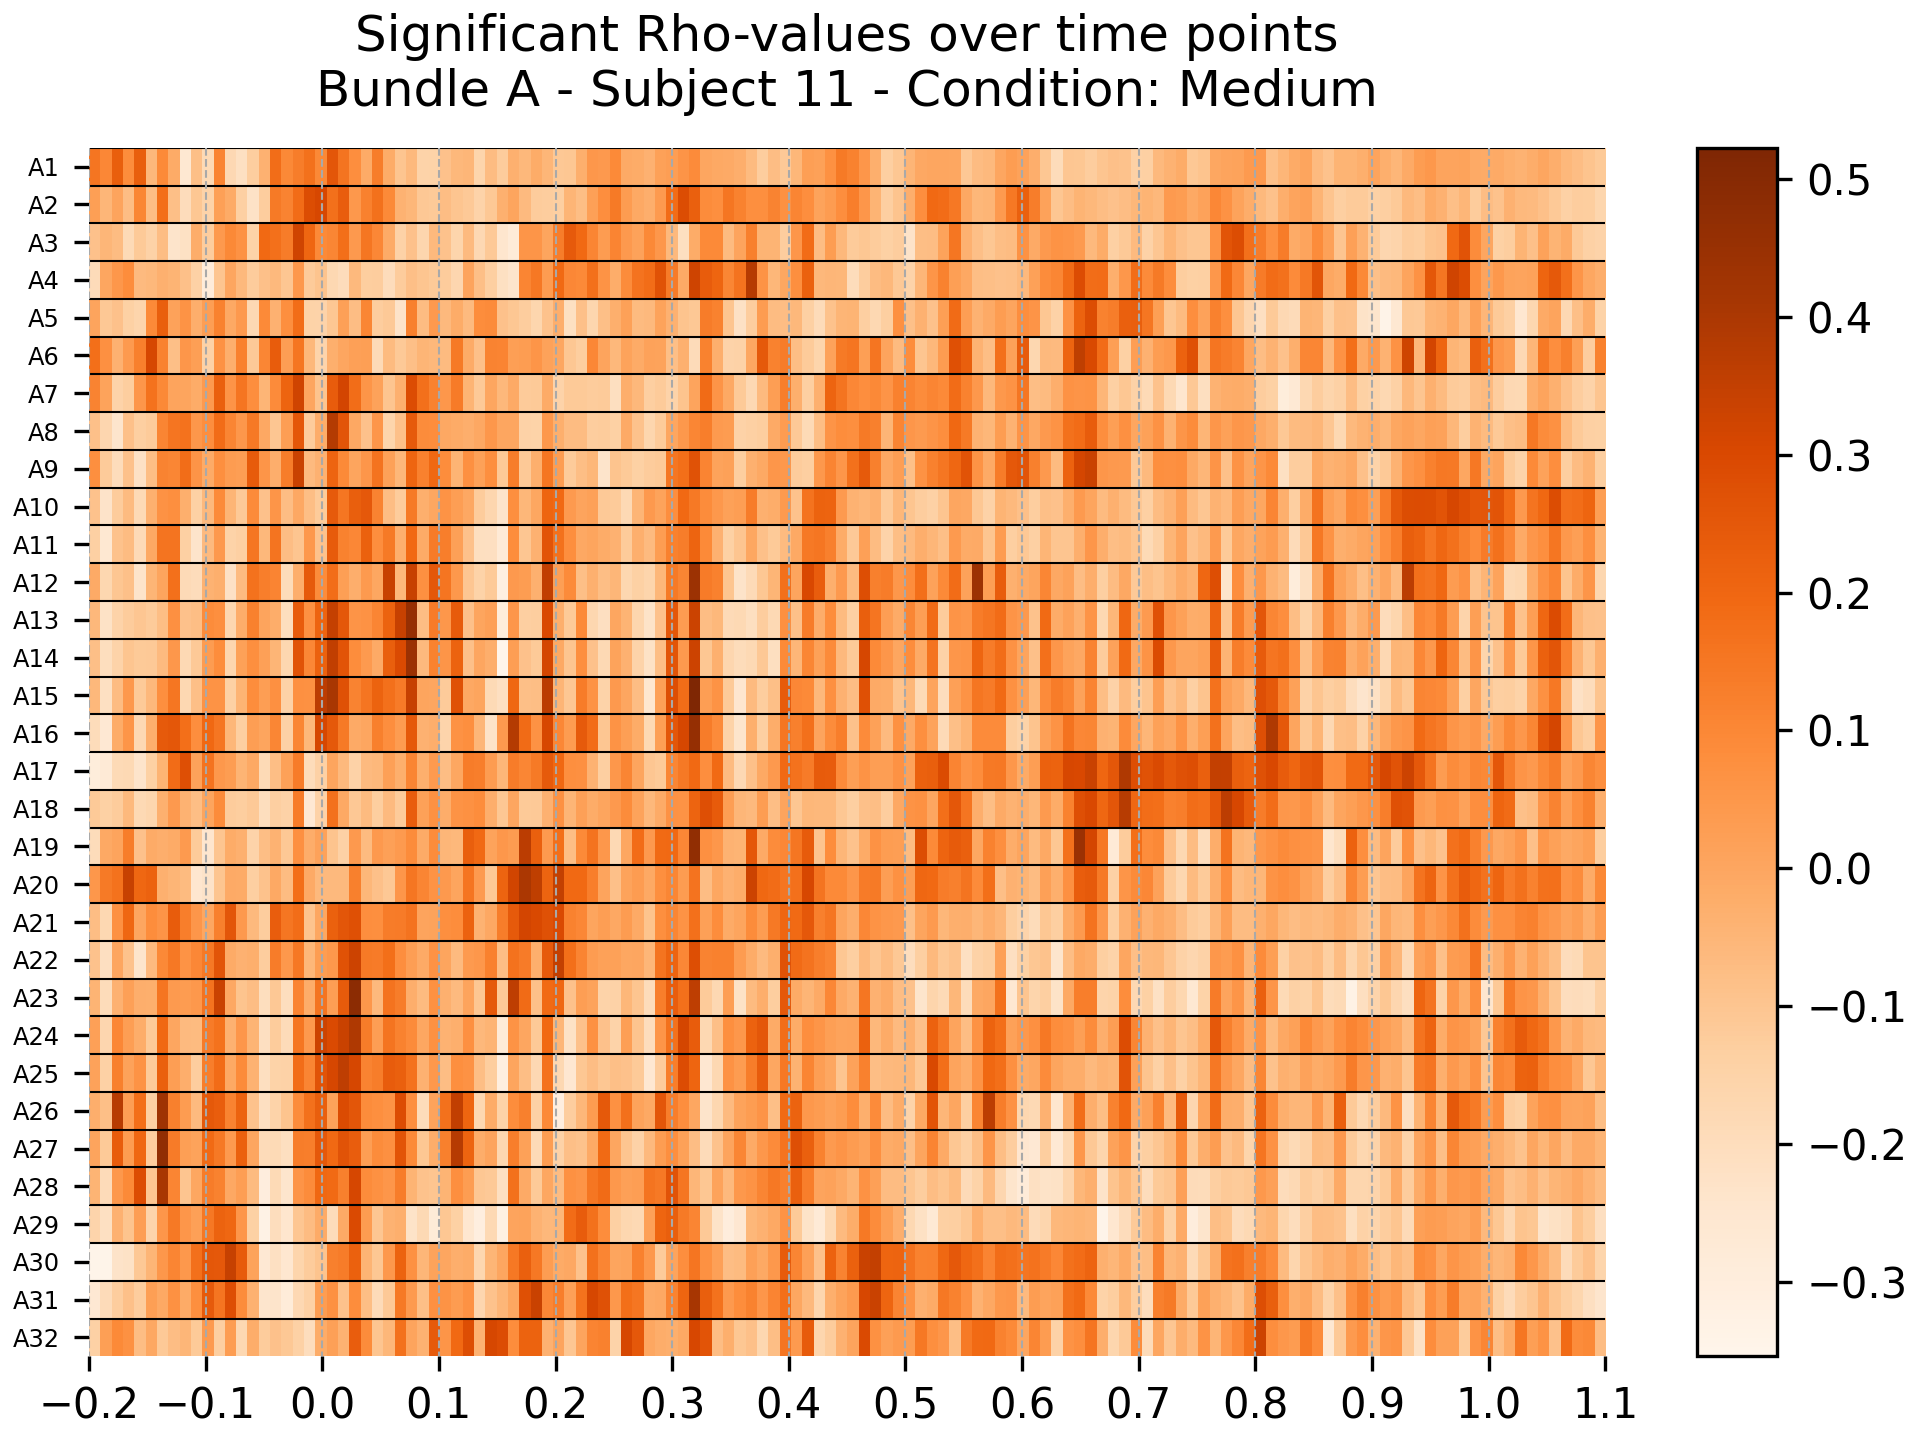 Significant Rho-values over time points
Bundle A - Subject 11 - Condition: Medium
A1
A2
A3
A4
A5
A6
A7
A8
A9
A10
A11
A12
A13
A14
A15
A16
A17
A18
A19
A20
A21
A22
A23
A24
A25
A26
A27
A28
A29
A30
A31
A32
−0.2 −0.1 0.0 0.1 0.2 0.3 0.4 0.5 0.6 0.7 0.8 0.9 1.0 1.1
0.5
0.4
0.3
0.2
0.1
0.0
−0.1
−0.2
−0.3